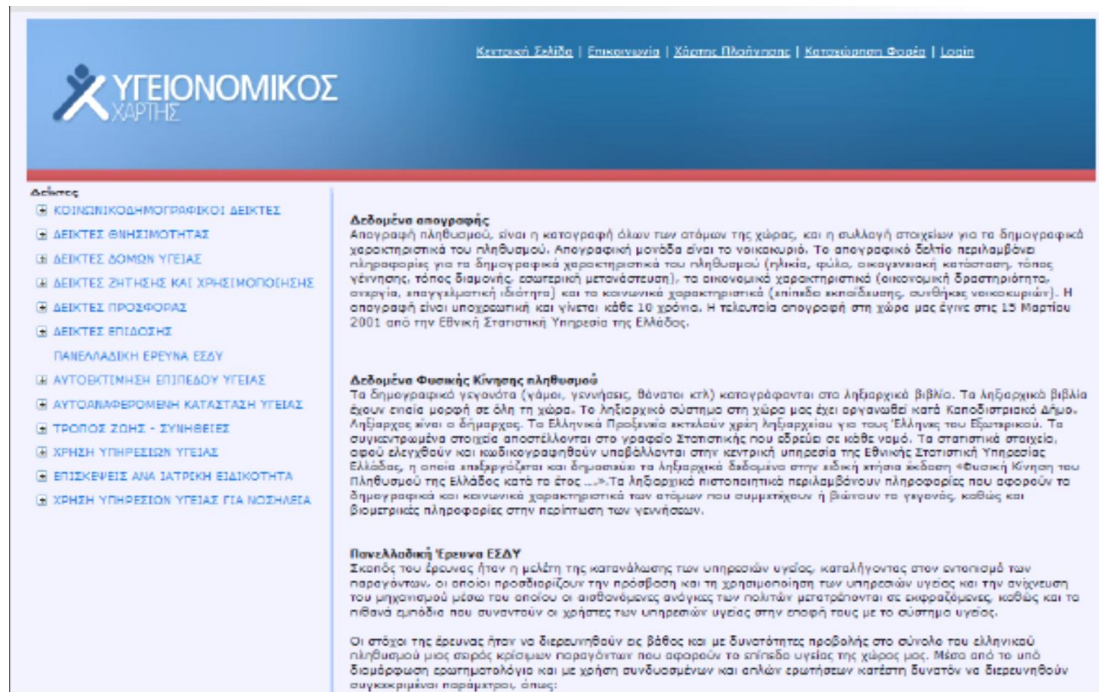 Κεντρική Σελίδα | Επικοινωνία | Χάρτης Πλοήγησης | Καταχώρηση Φορέα | Login
ΥΓΕΙΟΝΟΜΙΚΟΣ
ΧΑΡΤΗΣ
Δείκτες
ΚΟΙΝΩΝΙΚΟΔΗΜΟΓΡΑΦΙΚΟΙ ΔΕΙΚΤΕΣ
ΔΕΙΚΤΕΣ ΘΝΗΣΙΜΟΤΗΤΑΣ
ΔΕΙΚΤΕΣ ΔΟΜΩΝ ΥΓΕΙΑΣ
ΔΕΙΚΤΕΣ ΖΗΤΗΣΗΣ ΚΑΙ ΧΡΗΣΙΜΟΠΟΙΗΣΗΣ
ΔΕΙΚΤΕΣ ΠΡΟΣΦΟΡΑΣ
ΔΕΙΚΤΕΣ ΕΠΙΔΟΣΗΣ
ΠΑΝΕΛΛΑΔΙΚΗ ΕΡΕΥΝΑ ΕΣΔΥ
ΑΥΤΟΕΚΤΙΜΗΣΗ ΕΠΙΠΕΔΟΥ ΥΓΕΙΑΣ
ΑΥΤΟΑΝΑΦΕΡΟΜΕΝΗ ΚΑΤΑΣΤΑΣΗ ΥΓΕΙΑΣ
ΤΡΟΠΟΣ ΖΩΗΣ - ΣΥΝΗΘΕΙΕΣ
ΧΡΗΣΗ ΥΠΗΡΕΣΙΩΝ ΥΓΕΙΑΣ
ΕΠΙΣΚΕΨΕΙΣ ΑΝΑ ΙΑΤΡΙΚΗ ΕΙΔΙΚΟΤΗΤΑ
ΧΡΗΣΗ ΥΠΗΡΕΣΙΩΝ ΥΓΕΙΑΣ ΓΙΑ ΝΟΣΗΛΕΙΑ
Δεδομένα απογραφής
Απογραφή πληθυσμού, είναι η καταγραφή όλων των ατόμων της χώρας, και η συλλογή στοιχείων για τα δημογραφικά
χαρακτηριστικά του πληθυσμού. Απογραφική μονάδα είναι το νοικοκυριό. Το απογραφικό δελτίο περιλαμβάνει
πληροφορίες για τα δημογραφικά χαρακτηριστικά του πληθυσμού (ηλικία, φύλο, οικογενειακή κατάσταση, τόπος
γέννησης, τόπος διαμονής, εσωτερική μετανάστευση), τα οικονομικά χαρακτηριστικά (οικονομική δραστηριότητα,
ανεργία, επαγγελματική ιδιότητα) και τα κοινωνικά χαρακτηριστικά (επίπεδο εκπαίδευσης, συνθήκες νοικοκυριών). Η
απογραφή είναι υποχρεωτική και γίνεται κάθε 10 χρόνια. Η τελευταία απογραφή στη χώρα μας έγινε στις 15 Μαρτίου
2001 από την Εθνική Στατιστική Υπηρεσία της Ελλάδος.
Δεδομένα Φυσικής Κίνησης πληθυσμού
Τα δημογραφικά γεγονότα (γάμοι, γεννήσεις, θάνατοι κτλ) καταγράφονται στα ληξιαρχικά βιβλία. Τα ληξιαρχικά βιβλία
έχουν ενιαία μορφή σε όλη τη χώρα. Το ληξιαρχικό σύστημα στη χώρα μας έχει οργανωθεί κατά Καποδιστριακό Δήμο.
Ληξίαρχος είναι ο δήμαρχος. Τα Ελληνικά Προξενεία εκτελούν χρέη ληξιαρχείου για τους Έλληνες του Εξωτερικού. Τα
συγκεντρωμένα στοιχεία αποστέλλονται στο γραφείο Στατιστικής που εδρεύει σε κάθε νομό. Τα στατιστικά στοιχεία,
αφού ελεγχθούν και κωδικογραφηθούν υποβάλλονται στην κεντρική υπηρεσία της Εθνικής Στατιστικής Υπηρεσίας
Ελλάδος, η οποία επεξεργάζεται και δημοσιεύει τα ληξιαρχικά δεδομένα στην ειδική ετήσια έκδοση «Φυσική Κίνηση του
Πληθυσμού της Ελλάδος κατά το έτος ....».Τα ληξιαρχικά πιστοποιητικά περιλαμβάνουν πληροφορίες που αφορούν τα
δημογραφικά και κοινωνικά χαρακτηριστικά των ατόμων που συμμετέχουν ή βιώνουν το γεγονός, καθώς και
βιομετρικές πληροφορίες στην περίπτωση των γεννήσεων.
Πανελλαδική Έρευνα ΕΣΔΥ
Σκοπός του έρευνας ήταν η μελέτη της κατανάλωσης των υπηρεσιών υγείας, καταλήγοντας στον εντοπισμό των
παραγόντων, οι οποίοι προσδιορίζουν την πρόσβαση και τη χρησιμοποίηση των υπηρεσιών υγείας και την ανίχνευση
του μηχανισμού μέσω του οποίου οι αισθανόμενες ανάγκες των πολιτών μετατρέπονται σε εκφραζόμενες, καθώς και τα
πιθανά εμπόδια που συναντούν οι χρήστες των υπηρεσιών υγείας στην επαφή τους με το σύστημα υγείας.
Οι στόχοι της έρευνας ήταν να διερευνηθούν εις βάθος και με δυνατότητες προβολής στο σύνολο του ελληνικού
πληθυσμού μιας σειράς κρίσιμων παραγόντων που αφορούν το επίπεδο υγείας της χώρας μας. Μέσα από το υπό
διαμόρφωση ερωτηματολόγιο και με χρήση συνδυασμένων και απλών ερωτήσεων κατέστη δυνατόν να διερευνηθούν
συγκεκριμένοι παράμετροι, όπως: